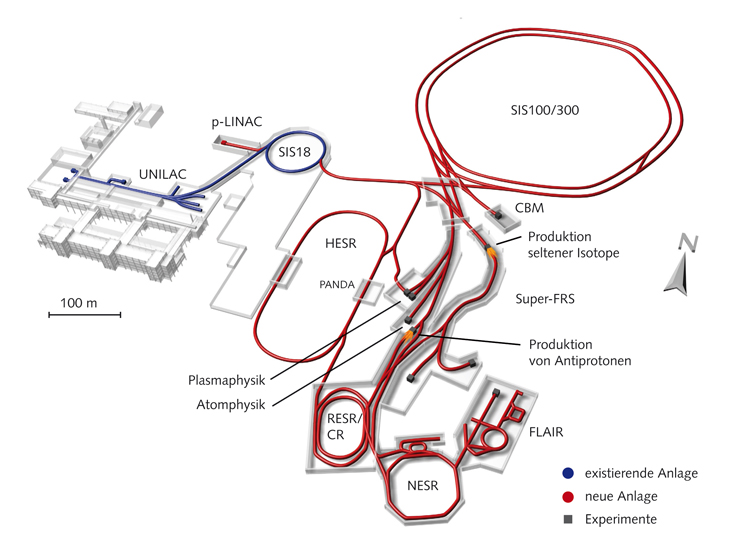 SIS100/300
p-LINAC
SIS18
UNILAC
CBM
Produktion
seltener Isotope
HESR
N
PANDA
Super-FRS
100 m
Produktion
von Antiprotonen
Plasmaphysik
Atomphysik
RESR/
CR
FLAIR
NESR
existierende Anlage
neue Anlage
Experimente